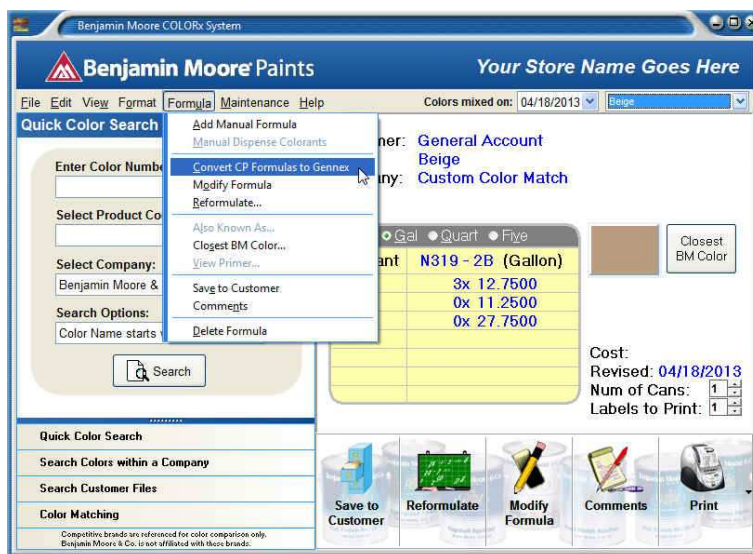 Benjamin Moore COLORx System
Benjamin Moore Paints
Your Store Name Goes Here
File Edit View Format Formula Maintenance Help
Colors mixed on: 04/18/2013 Beige
Quick Color Search
Enter Color Numbe
Select Product Co
Select Company:
Benjamin Moore &
Search Options:
Color Name starts
Search
Add Manual Formula
Manual Dispense Colorants
Convert CP Formulas to Gennex
Modify Formula
Reformulate...
Also Known As...
Closest BM Color...
View Primer...
Save to Customer
Comments
Delete Formula
mer: General Account
Beige
ny: Custom Color Match
Gal Quart Five
ant N319 - 2B (Gallon)
3x 12.7500
0x 11.2500
0x 27.7500
Closest
BM Color
Cost:
Revised: 04/18/2013
Num of Cans: 1
Labels to Print: 1
Quick Color Search
Search Colors within a Company
Search Customer Files
Color Matching
Competitive brands are referenced for color comparison only.
Benjamin Moore & Co. is not affiliated with these brands.
Save to
Customer
Reformulate
Modify
Formula
Comments
Print